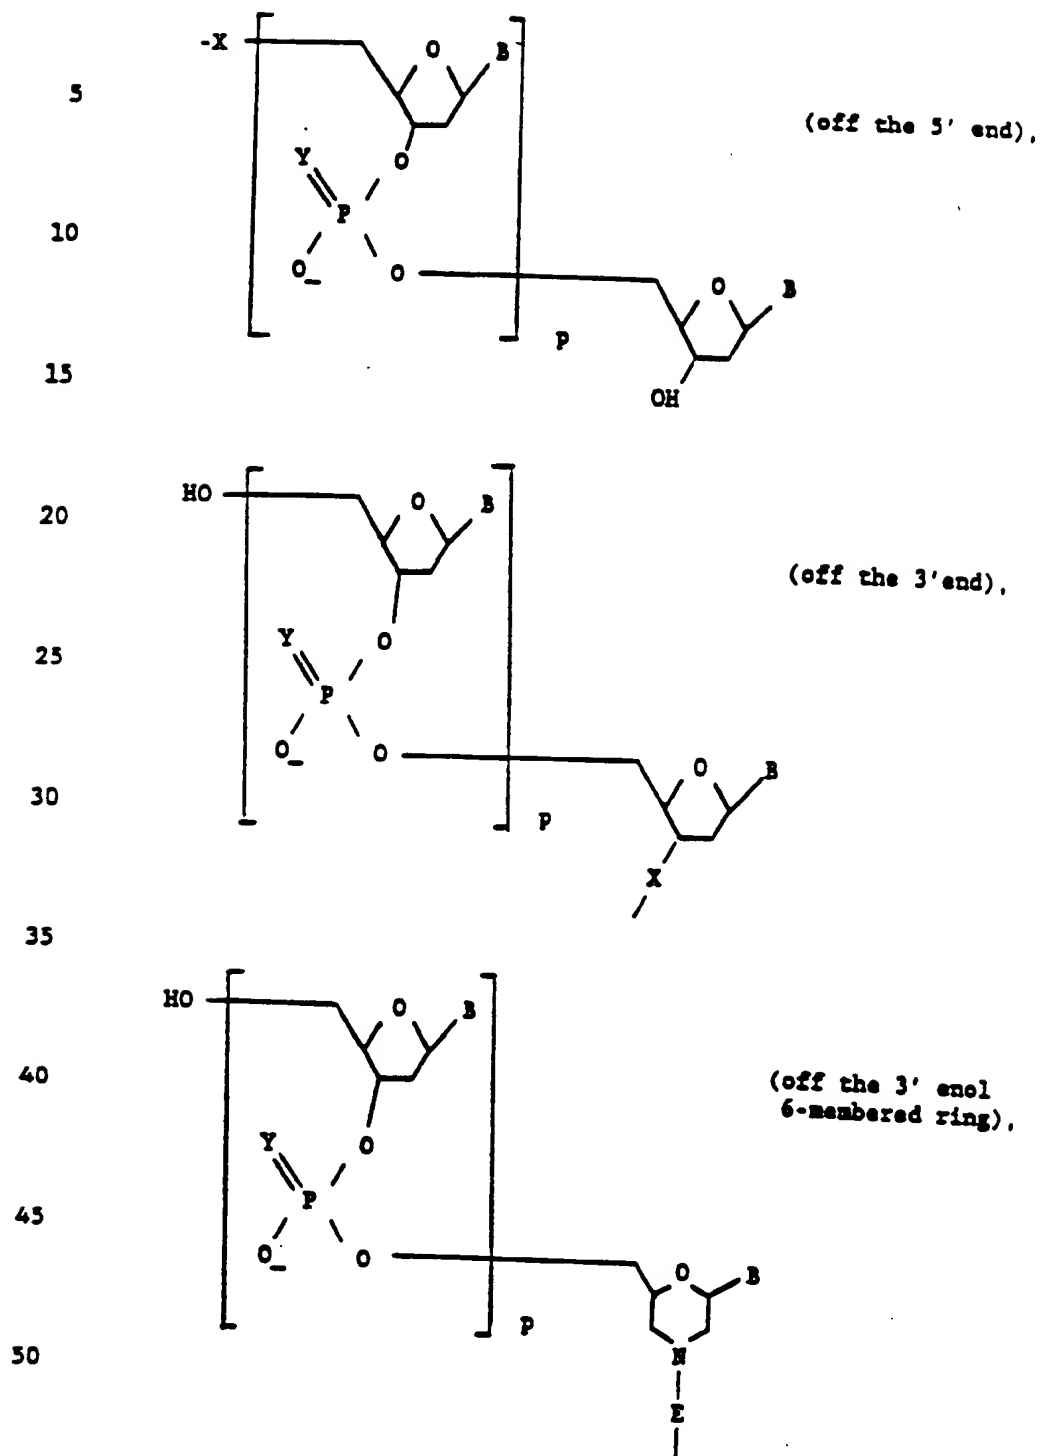 -X O B
5
(off the 5' end),
Y O
P
10
O_ O
O B
p
15
OH
HO O B
20
(off the 3'end),
Y O
25
P
O_ O
O B
30
p
X
35
HO O B
40
(off the 3' enol
6-membered ring),
Y O
P
45
O_ O
O B
p
50
N
E